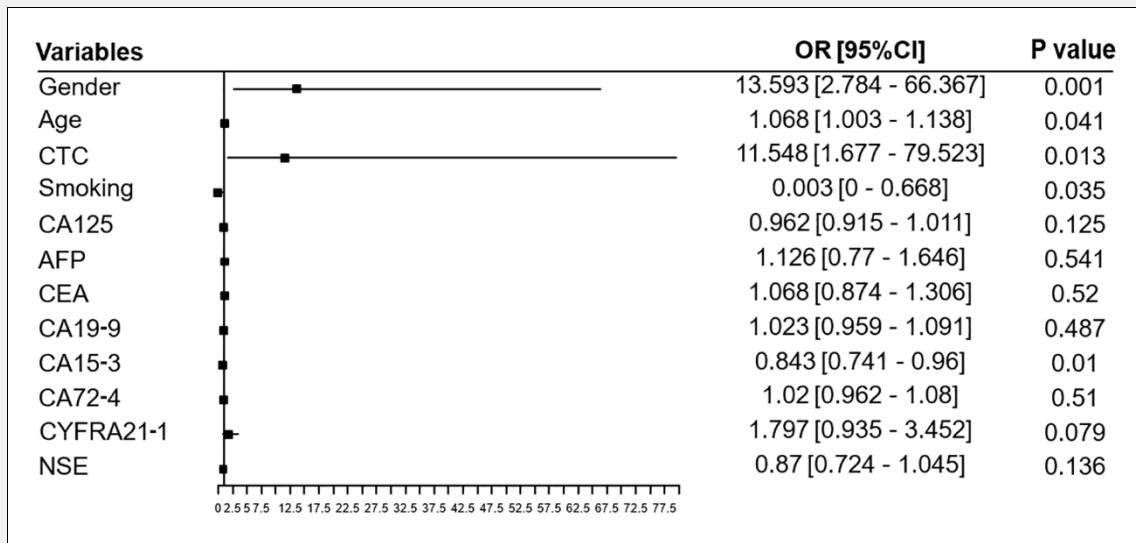 Variables OR [95%CI] P value
Gender 13.593 [2.784 - 66.367] 0.001
Age 1.068 [1.003 - 1.138] 0.041
CTC 11.548 [1.677 - 79.523] 0.013
Smoking 0.003 [0 - 0.668] 0.035
CA125 0.962 [0.915 - 1.011] 0.125
AFP 1.126 [0.77 - 1.646] 0.541
CEA 1.068 [0.874 - 1.306] 0.52
CA19-9 1.023 [0.959 - 1.091] 0.487
CA15-3 0.843 [0.741 - 0.96] 0.01
CA72-4 1.02 [0.962 - 1.08] 0.51
CYFRA21-1 1.797 [0.935 - 3.452] 0.079
NSE 0.87 [0.724 - 1.045] 0.136
0 2.5 5 7.5 12.5 17.5 22.5 27.5 32.5 37.5 42.5 47.5 52.5 57.5 62.5 67.5 72.5 77.5